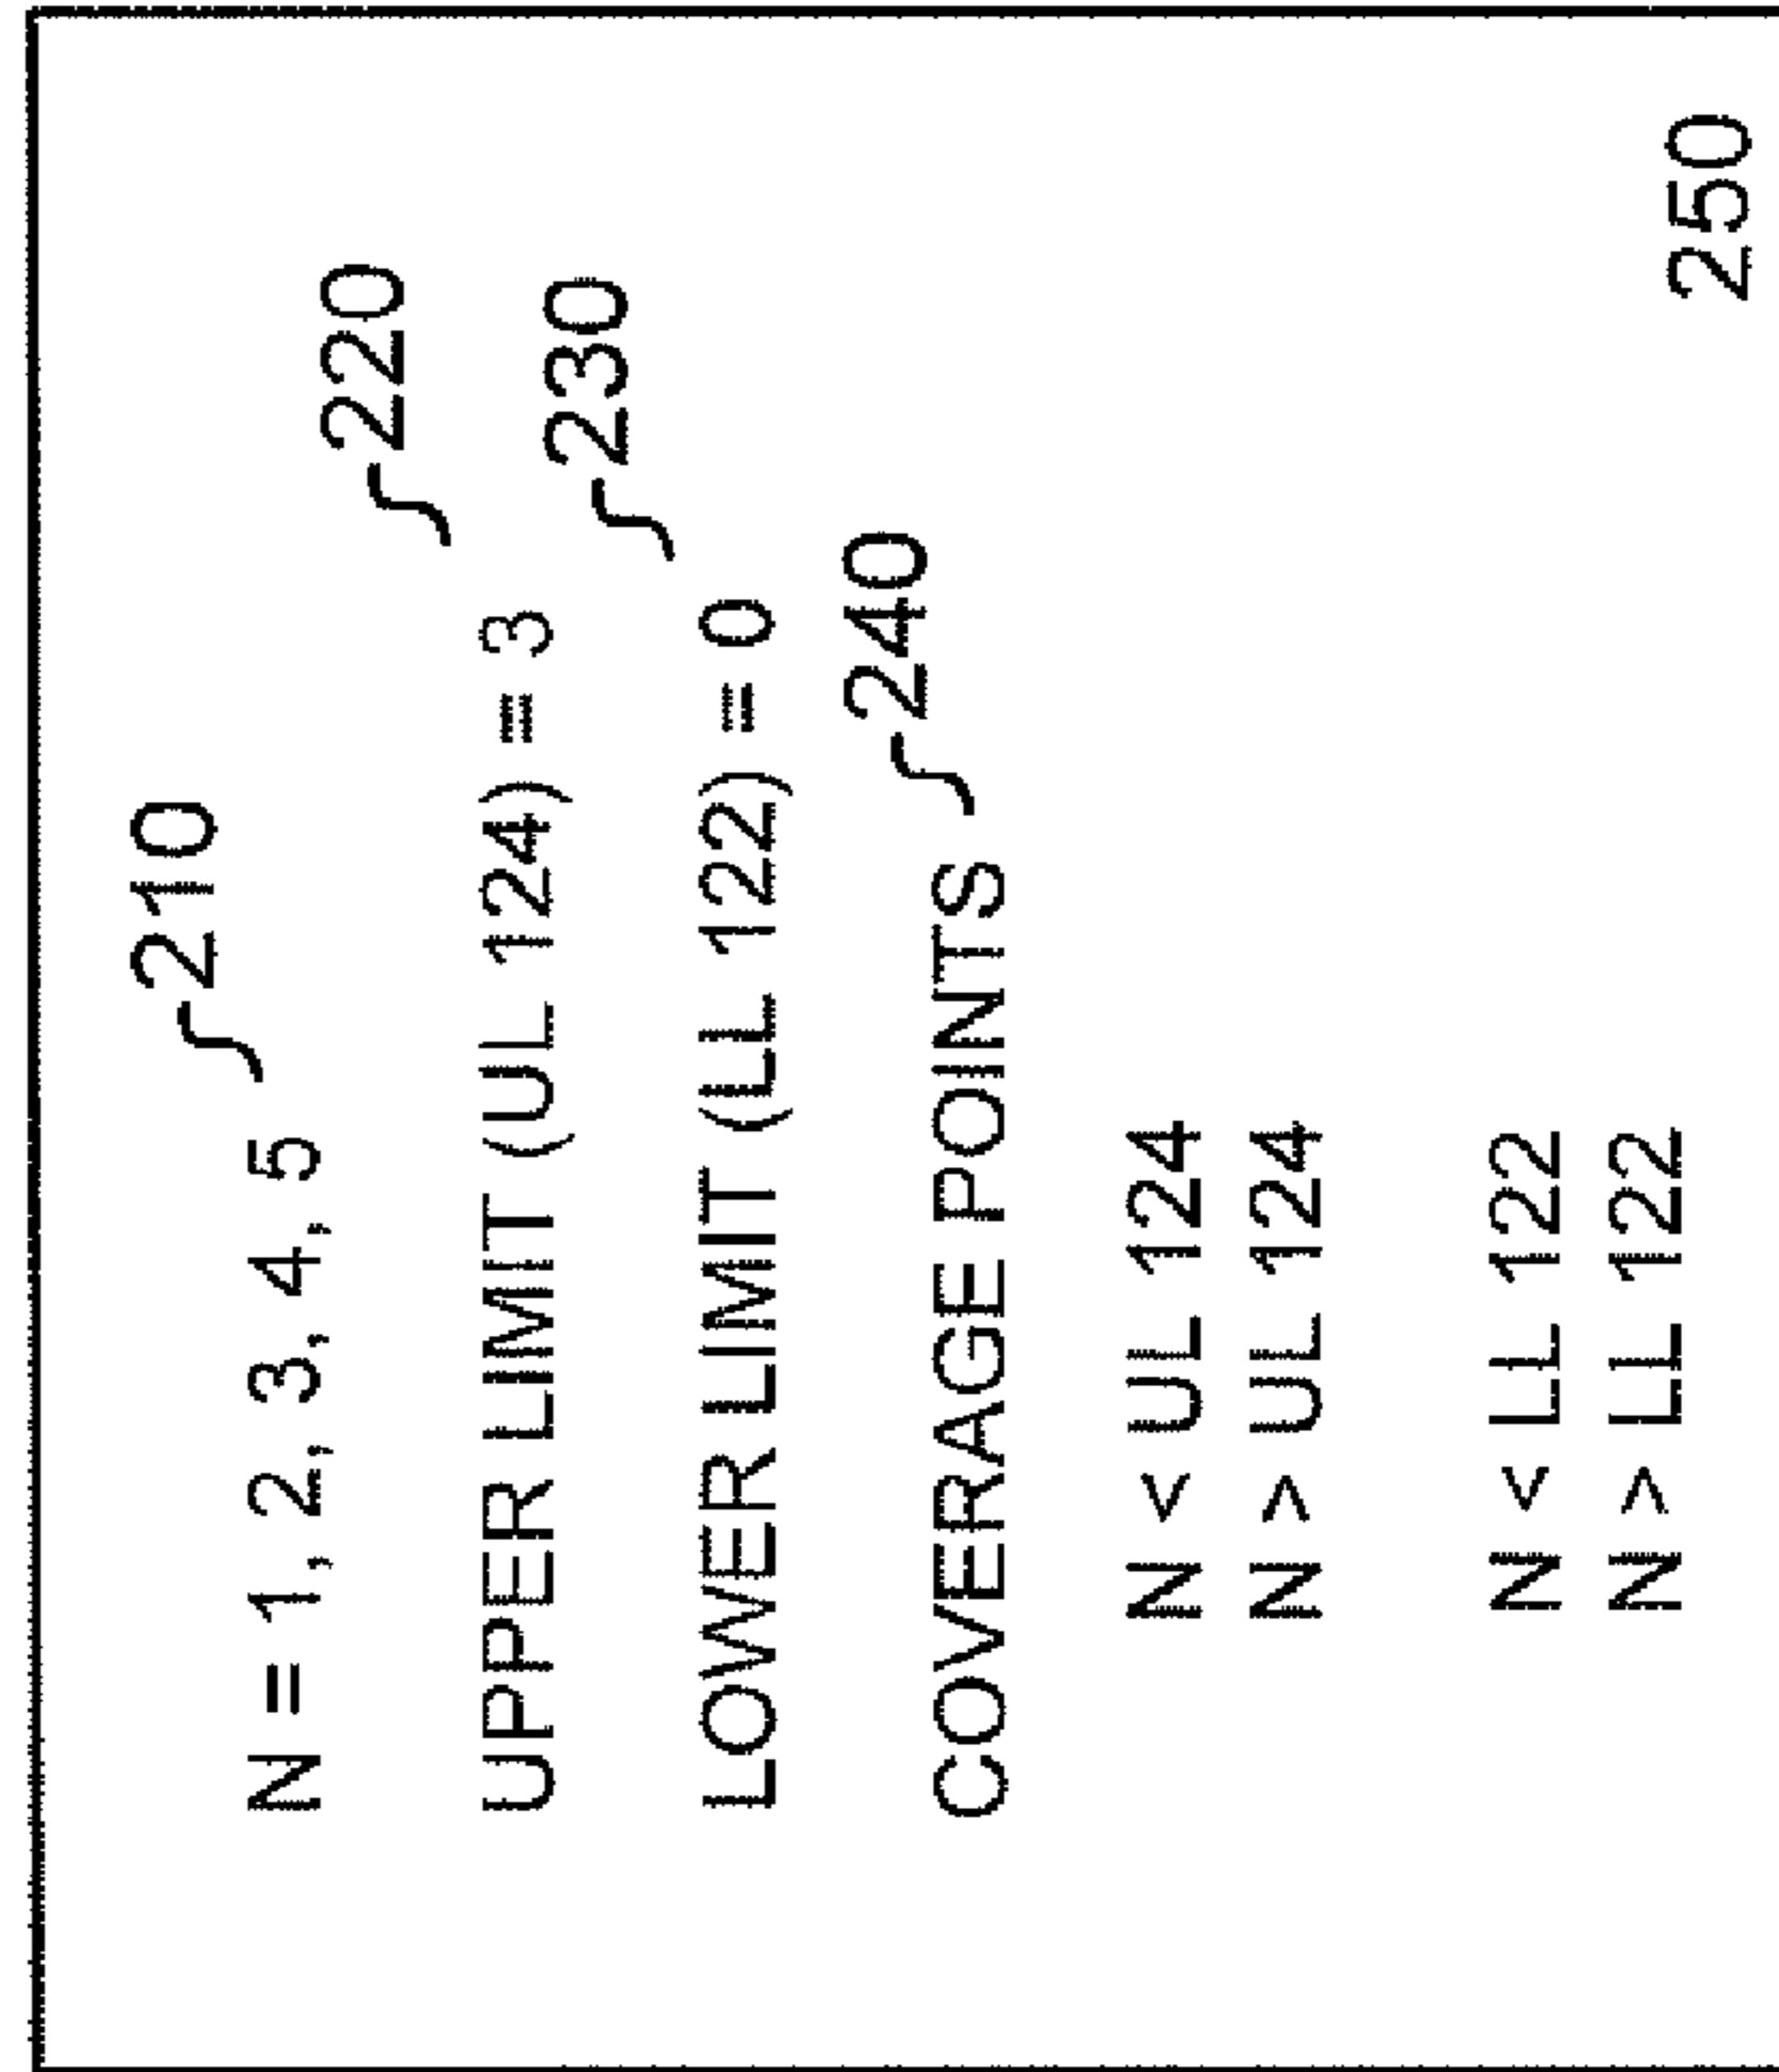 210
N = 1, 2, 3, 4, 5
220
UPPER LIMIT (UL 124) = 3
230
LOWER LIMIT (LL 122) = 0
240
COVERAGE POINTS
N < UL 124
N > UL 124
N < LL 122
N > LL 122
250